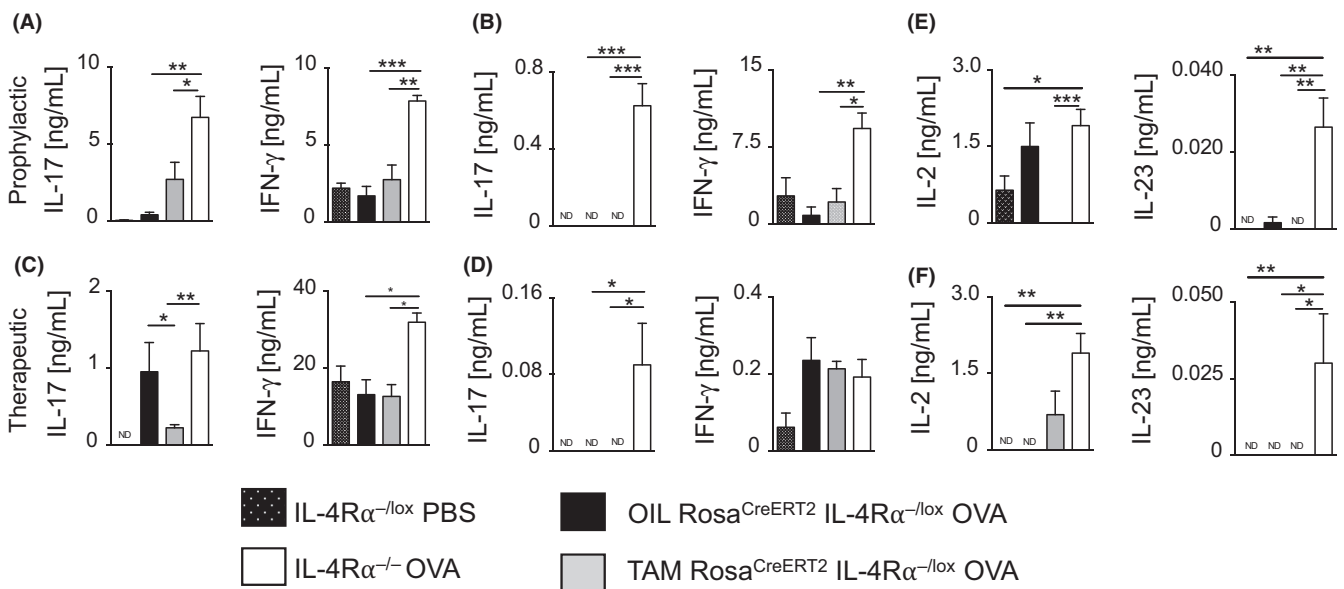 (A) (B) (E)
Prophylactic
IL-17 [ng/mL]
10
5
0
**
*
IFN-γ [ng/mL]
10
5
0
***
**
IL-17 [ng/mL]
0.8
0.4
0
ND ND ND
***
***
IFN-γ [ng/mL]
15
7.5
0
**
*
IL-2 [ng/mL]
3.0
1.5
0
*
***
IL-23 [ng/mL]
0.040
0.020
0
ND ND
**
**
**
(C) (D) (F)
Therapeutic
IL-17 [ng/mL]
2
1
0
ND
*
**
IFN-γ [ng/mL]
40
20
0
*
*
IL-17 [ng/mL]
0.16
0.08
0
ND ND ND
*
*
IFN-γ [ng/mL]
0.4
0.2
0
IL-2 [ng/mL]
3.0
1.5
0
ND ND
**
**
IL-23 [ng/mL]
0.050
0.025
0
ND ND ND
**
*
*
IL-4Rα–/lox PBS
OIL RosaCreERT2 IL-4Rα–/lox OVA
IL-4Rα–/– OVA
TAM RosaCreERT2 IL-4Rα–/lox OVA